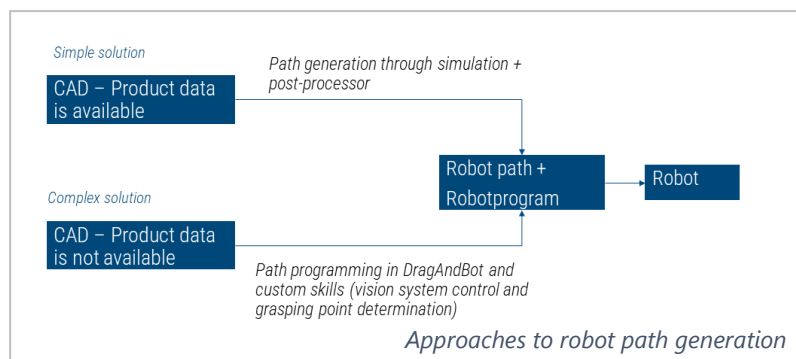 Simple solution
CAD – Product data
is available
Path generation through simulation +
post-processor
Robot path +
Robotprogram
Robot
Complex solution
CAD – Product data
is not available
Path programming in DragAndBot and
custom skills (vision system control and
grasping point determination)
Approaches to robot path generation